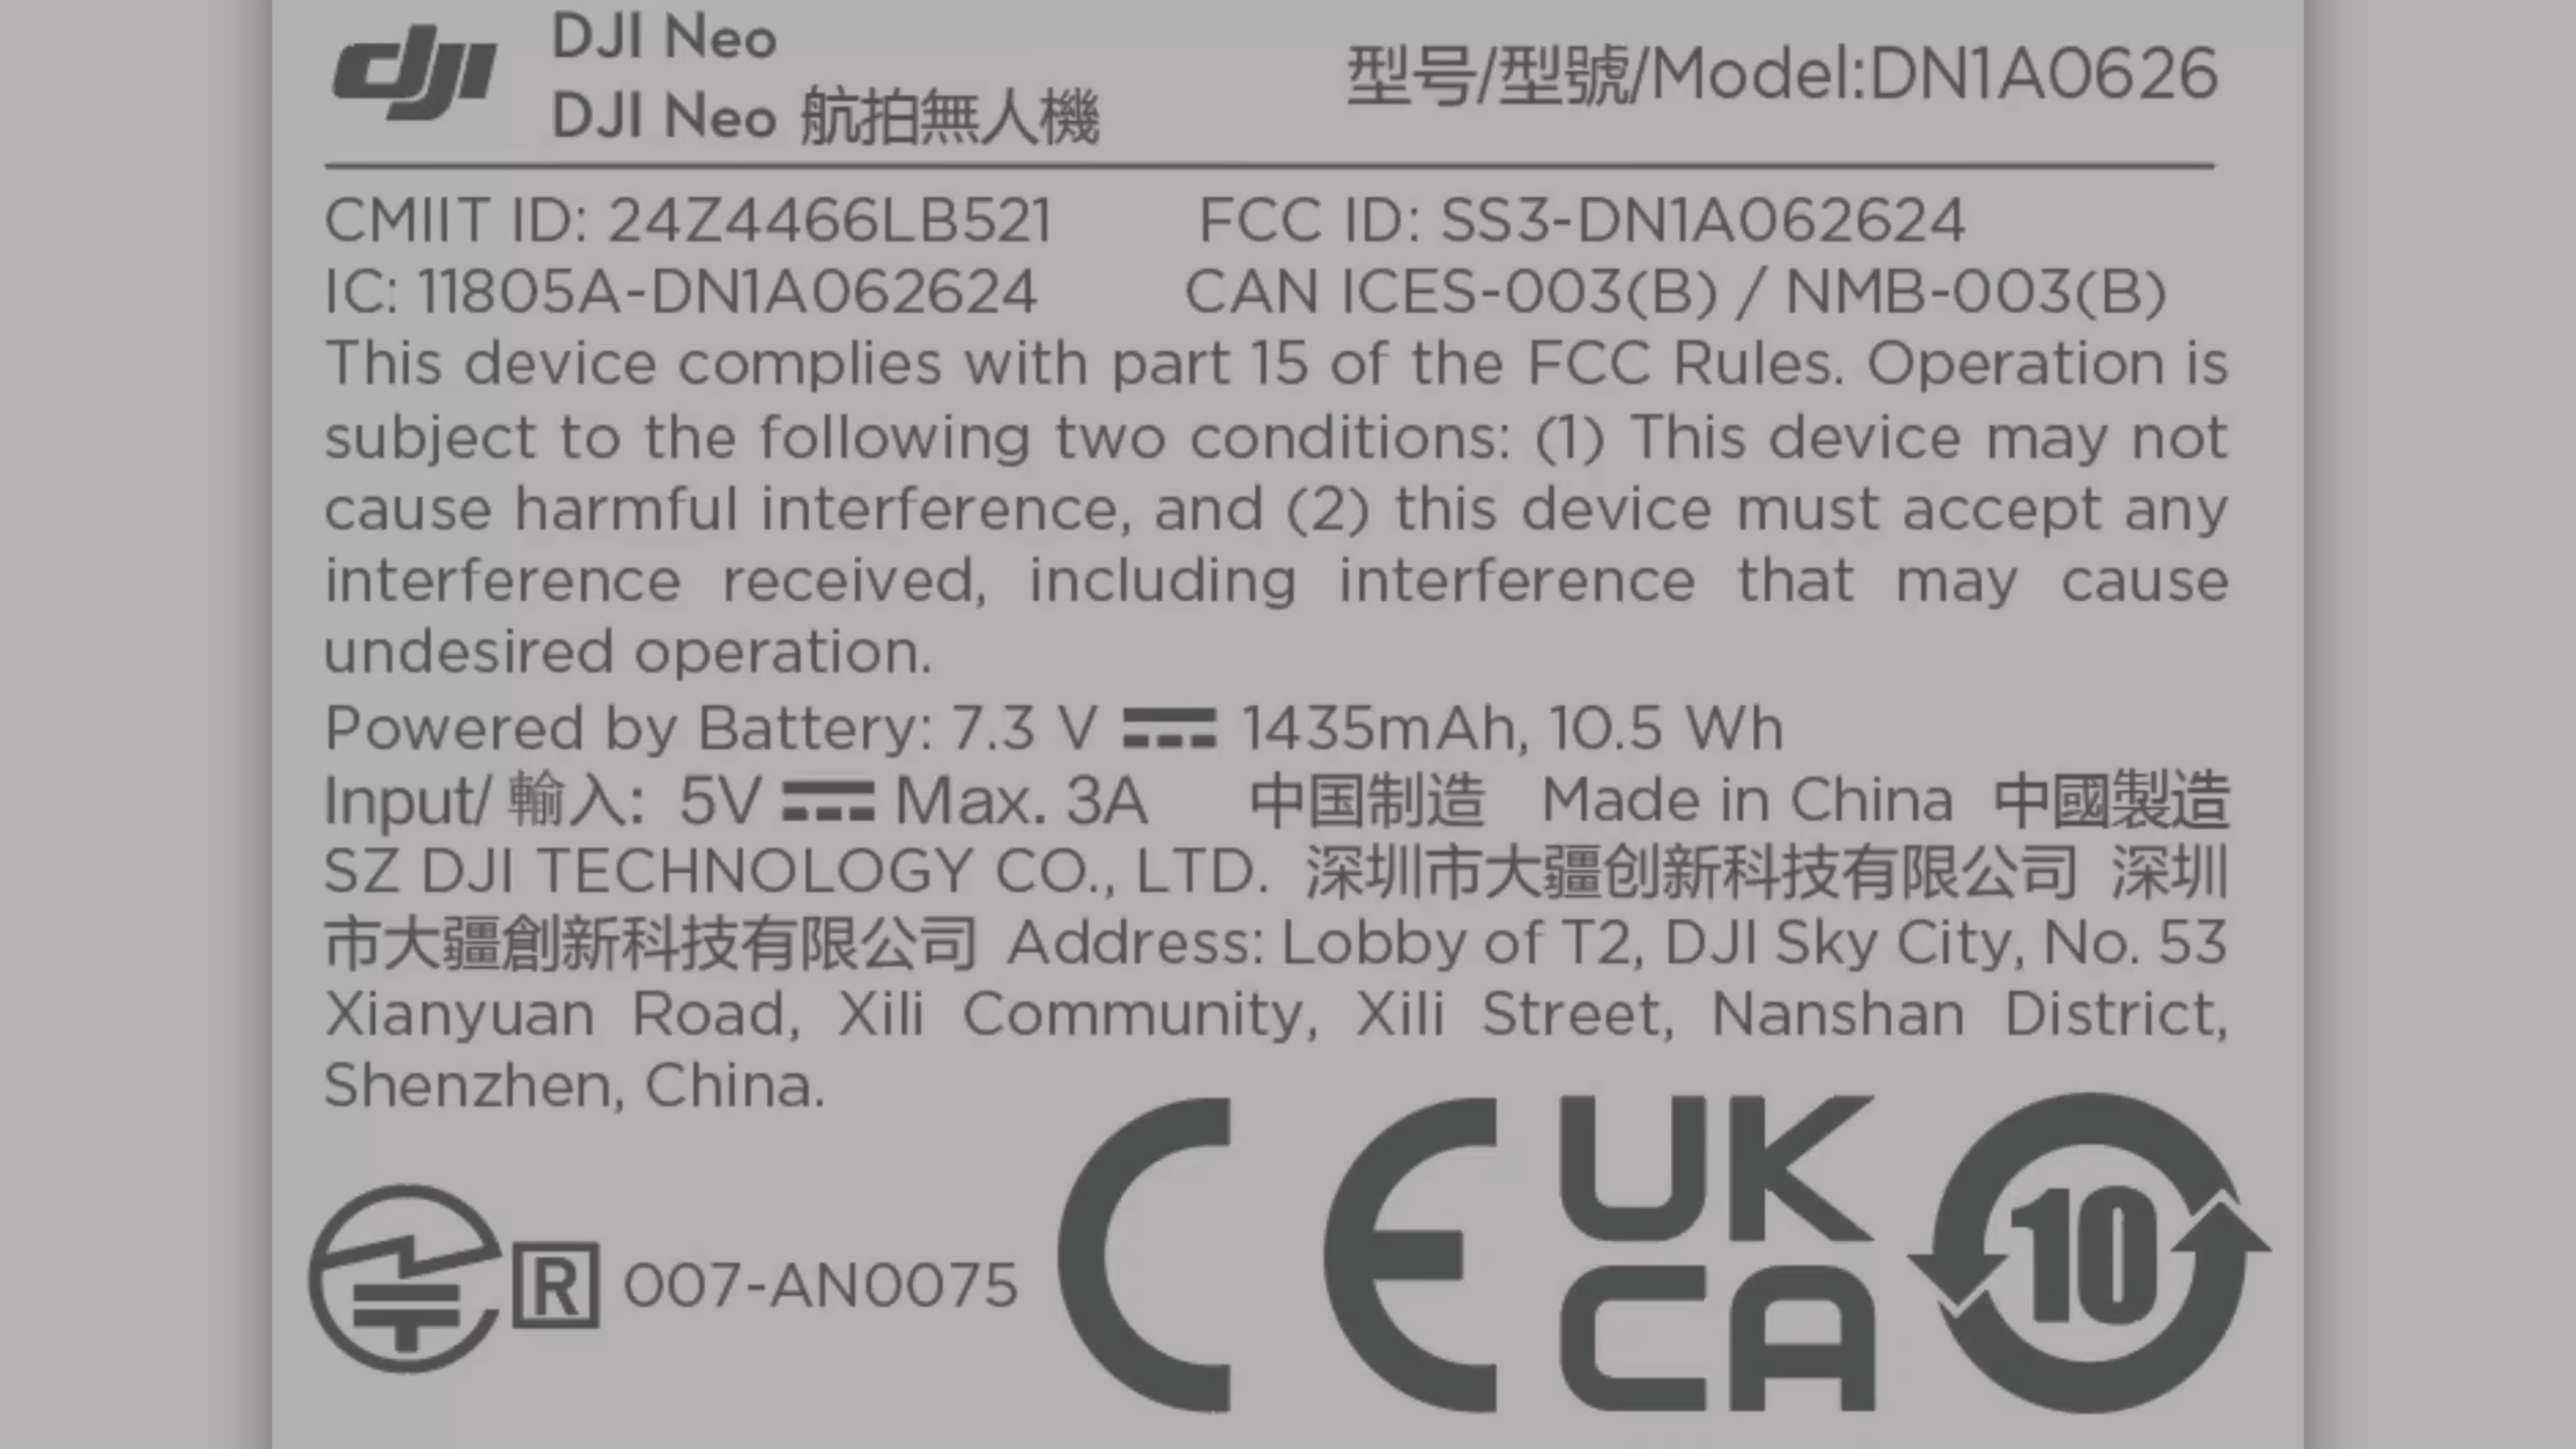 dji
DJI Neo
DJI Neo 航拍無人機
型号/型號/Model:DN1A0626
CMIIT ID: 24Z4466LB521 FCC ID: SS3-DN1A062624
IC: 11805A-DN1A062624 CAN ICES-003(B) / NMB-003(B)
This device complies with part 15 of the FCC Rules. Operation is
subject to the following two conditions: (1) This device may not
cause harmful interference, and (2) this device must accept any
interference received, including interference that may cause
undesired operation.
Powered by Battery: 7.3 V ⎓ 1435mAh, 10.5 Wh
Input/ 輸入: 5V ⎓ Max. 3A 中国制造 Made in China 中國製造
SZ DJI TECHNOLOGY CO., LTD. 深圳市大疆创新科技有限公司 深圳
市大疆創新科技有限公司 Address: Lobby of T2, DJI Sky City, No. 53
Xianyuan Road, Xili Community, Xili Street, Nanshan District,
Shenzhen, China.
R 007-AN0075
CE
UK
CA
10